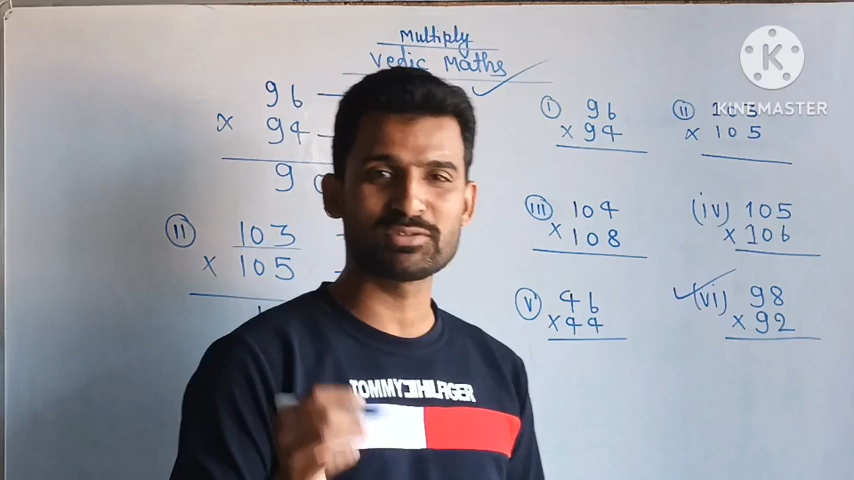 Multiply
Vedic Maths
96
× 94
9
(II) 103
× 105
(I) 96
× 94
(II)
× 105
(III) 104
× 108
(iv) 105
× 106
(V) 46
× 44
(vi) 98
× 92
KINEMASTER
TOMMY HILFIGER